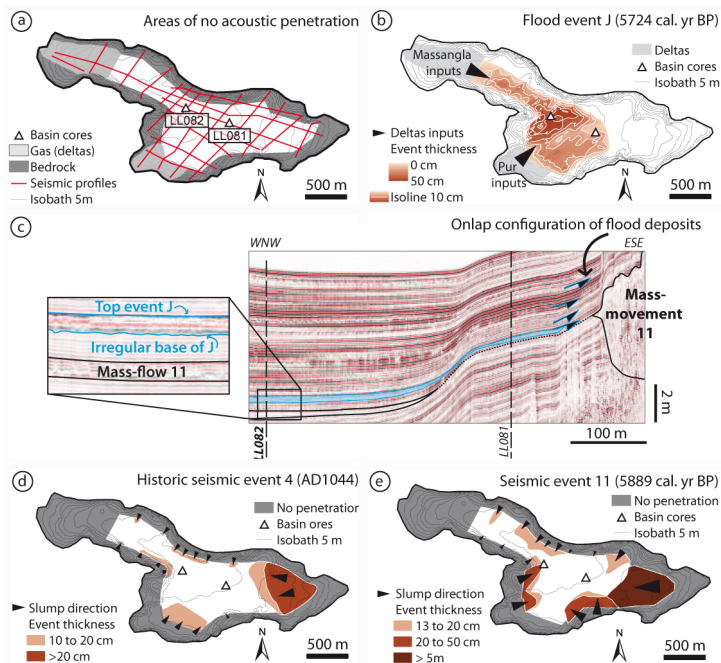 a Areas of no acoustic penetration
LL082
LL081
Basin cores
Gas (deltas)
Bedrock
Seismic profiles
Isobath 5m
N
500 m
b Flood event J (5724 cal. yr BP)
Massangla
inputs
Deltas
Basin cores
Isobath 5 m
Deltas inputs
Event thickness
0 cm
50 cm
Isoline 10 cm
Pur
inputs
N
500 m
c
Onlap configuration of flood deposits
WNW
ESE
Top event J
Irregular base of J
Mass-flow 11
Mass-
movement
11
2 m
LL082
LL081
100 m
d Historic seismic event 4 (AD1044)
No penetration
Basin ores
Isobath 5 m
Slump direction
Event thickness
10 to 20 cm
>20 cm
N
500 m
e Seismic event 11 (5889 cal. yr BP)
No penetration
Basin cores
Isobath 5 m
Slump direction
Event thickness
13 to 20 cm
20 to 50 cm
> 5m
N
500 m